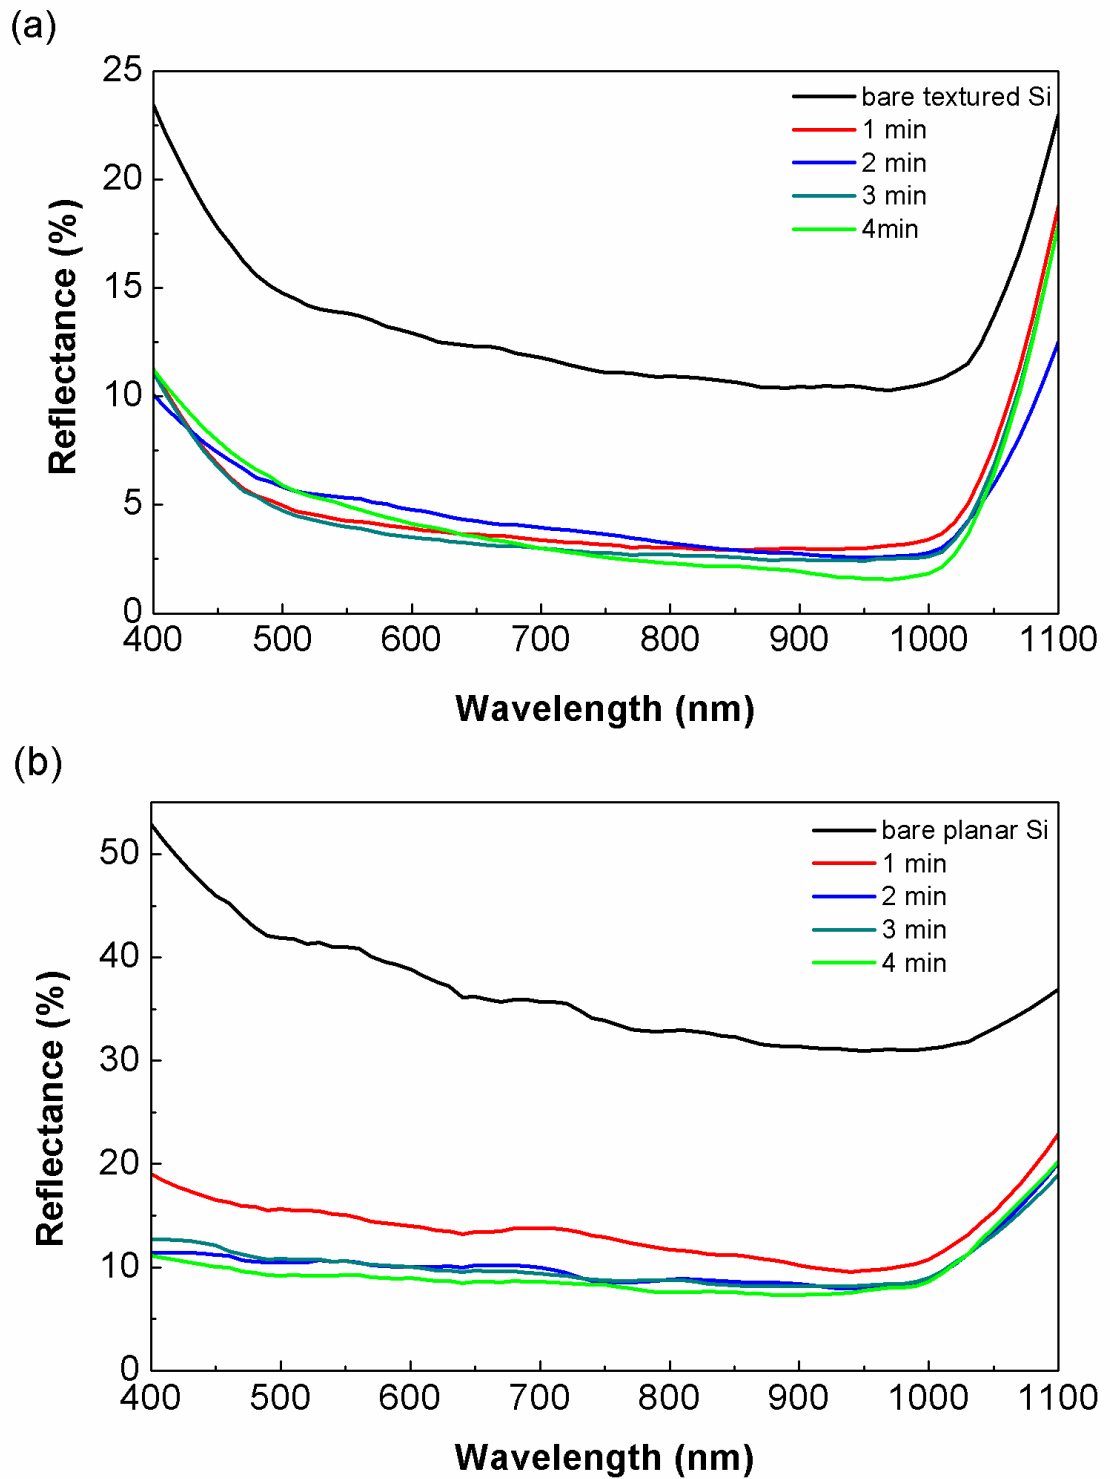 (a)
25
20
15
10
5
0
Reflectance (%)
bare textured Si
1 min
2 min
3 min
4min
400 500 600 700 800 900 1000 1100
Wavelength (nm)
(b)
50
40
30
20
10
0
Reflectance (%)
bare planar Si
1 min
2 min
3 min
4 min
400 500 600 700 800 900 1000 1100
Wavelength (nm)